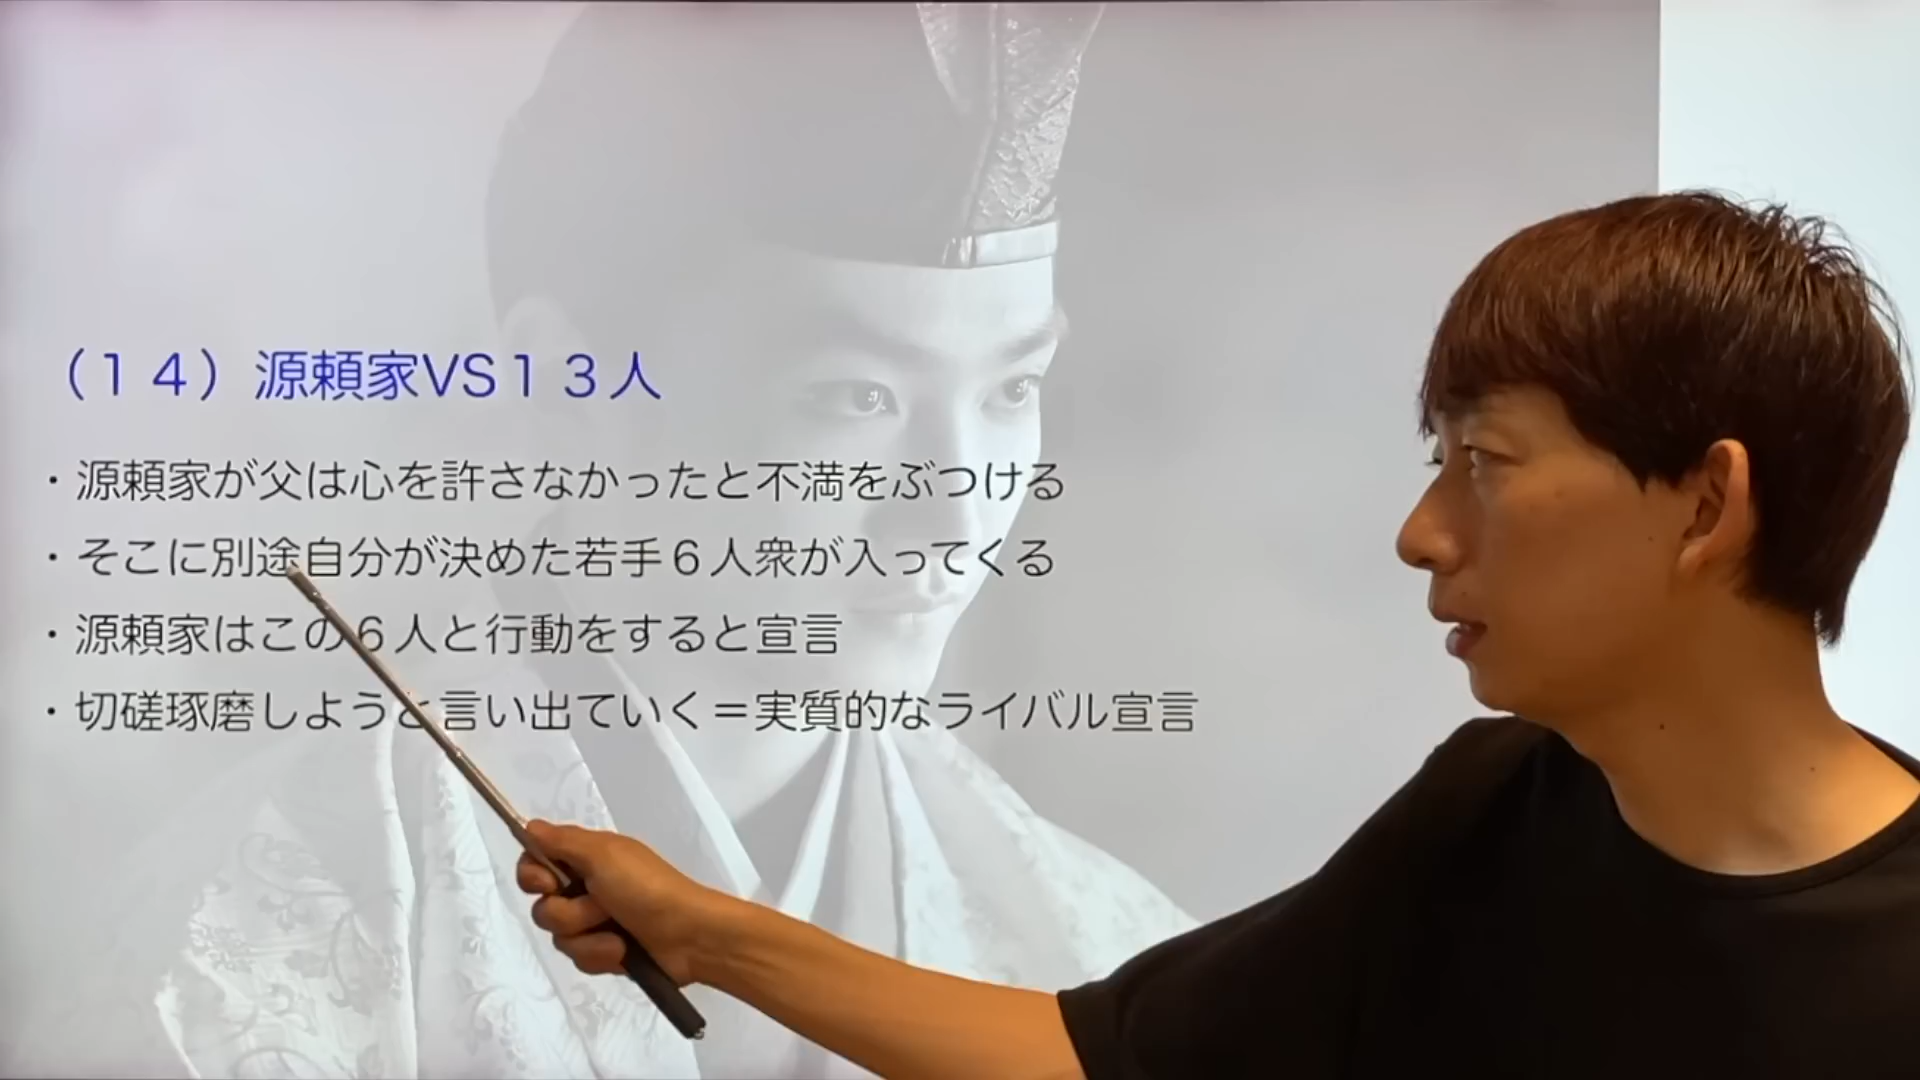 （１４）源頼家VS１３人
・源頼家が父は心を許さなかったと不満をぶつける
・そこに別途自分が決めた若手６人衆が入ってくる
・源頼家はこの６人と行動をすると宣言
・切磋琢磨しようと言い出ていく＝実質的なライバル宣言